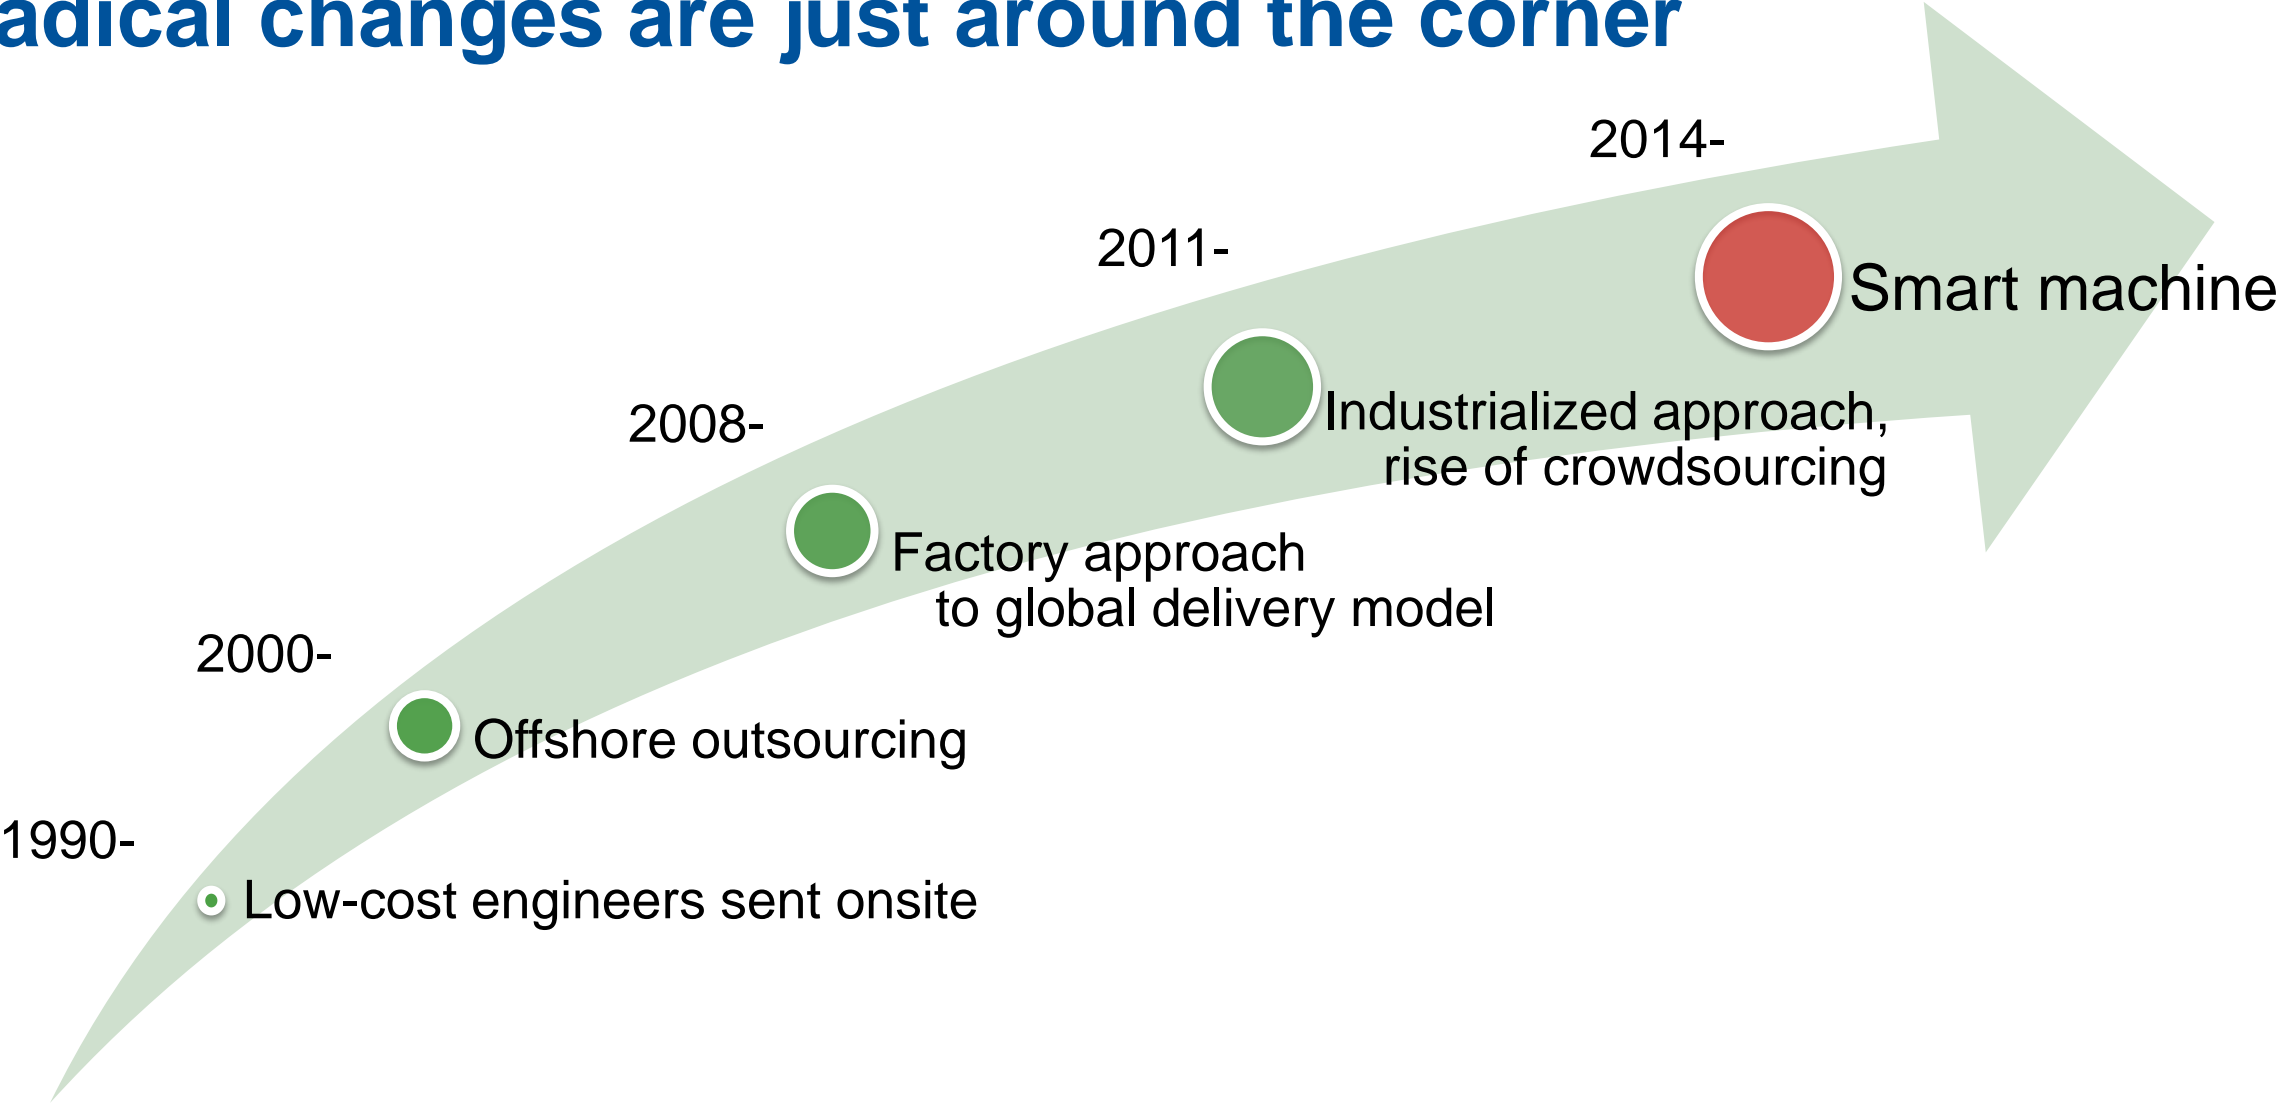 adical changes are just around the corner
2014-
Smart machine
2011-
Industrialized approach,
rise of crowdsourcing
2008-
Factory approach
to global delivery model
2000-
Offshore outsourcing
1990-
Low-cost engineers sent onsite